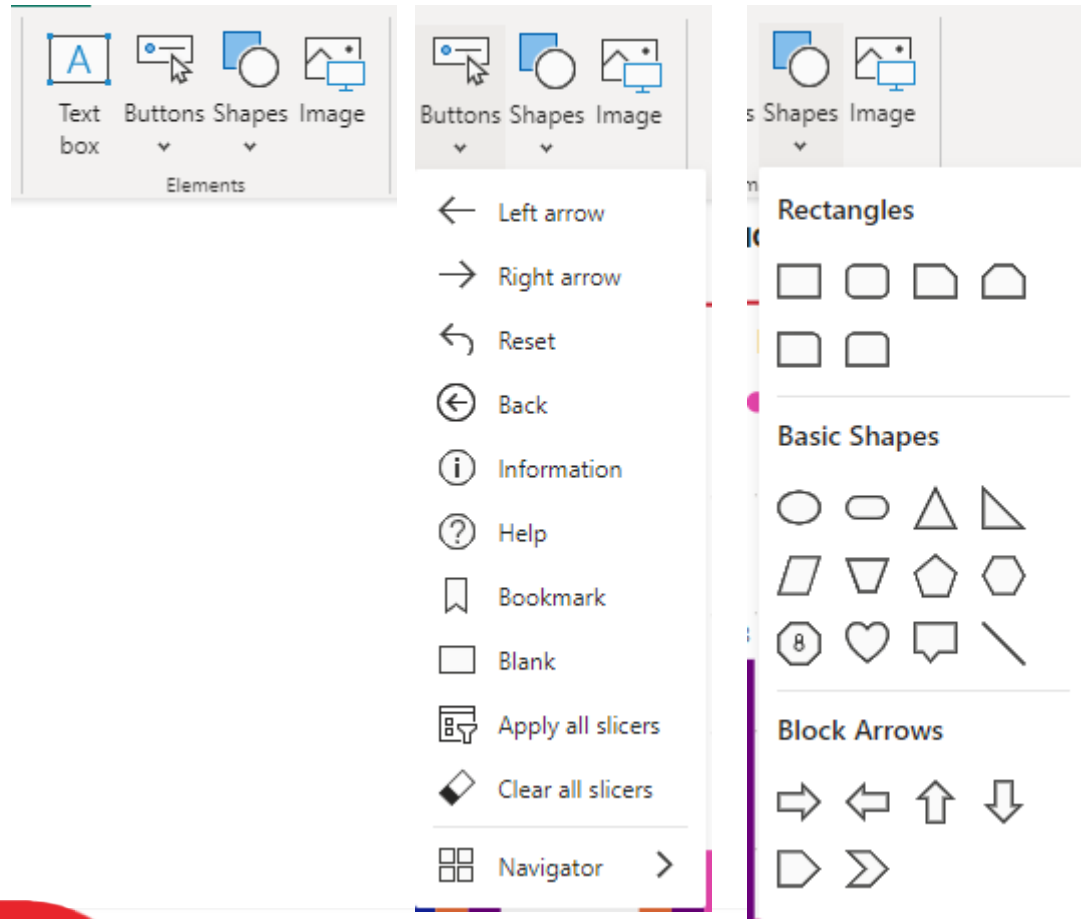 A
Text box
Buttons
Shapes
Image
Elements
Buttons
Shapes
Image
Left arrow
Right arrow
Reset
Back
i
Information
?
Help
Bookmark
Blank
Apply all slicers
Clear all slicers
Navigator
s
Shapes
Image
Rectangles
Basic Shapes
8
Block Arrows